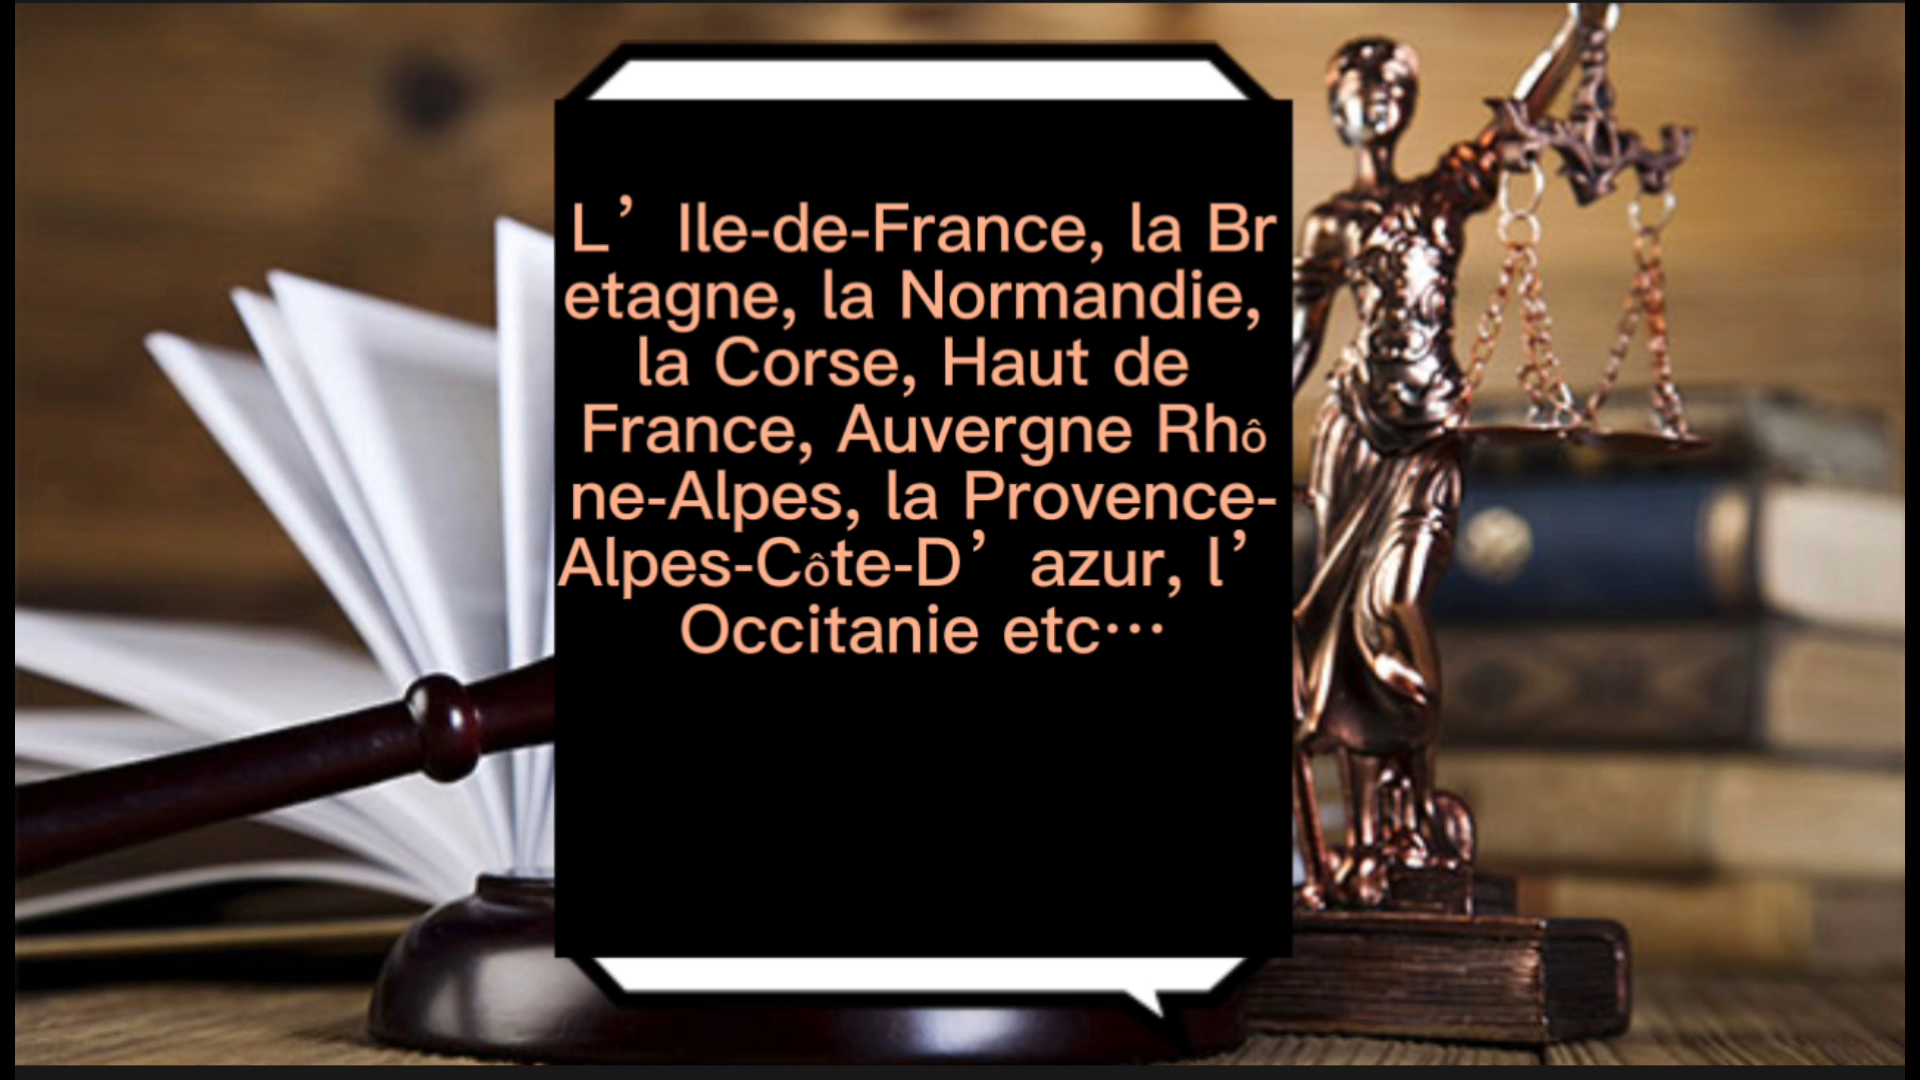 L’ Ile-de-France, la Br
etagne, la Normandie,
la Corse, Haut de
France, Auvergne Rhô
ne-Alpes, la Provence-
Alpes-Côte-D’ azur, l’
Occitanie etc…